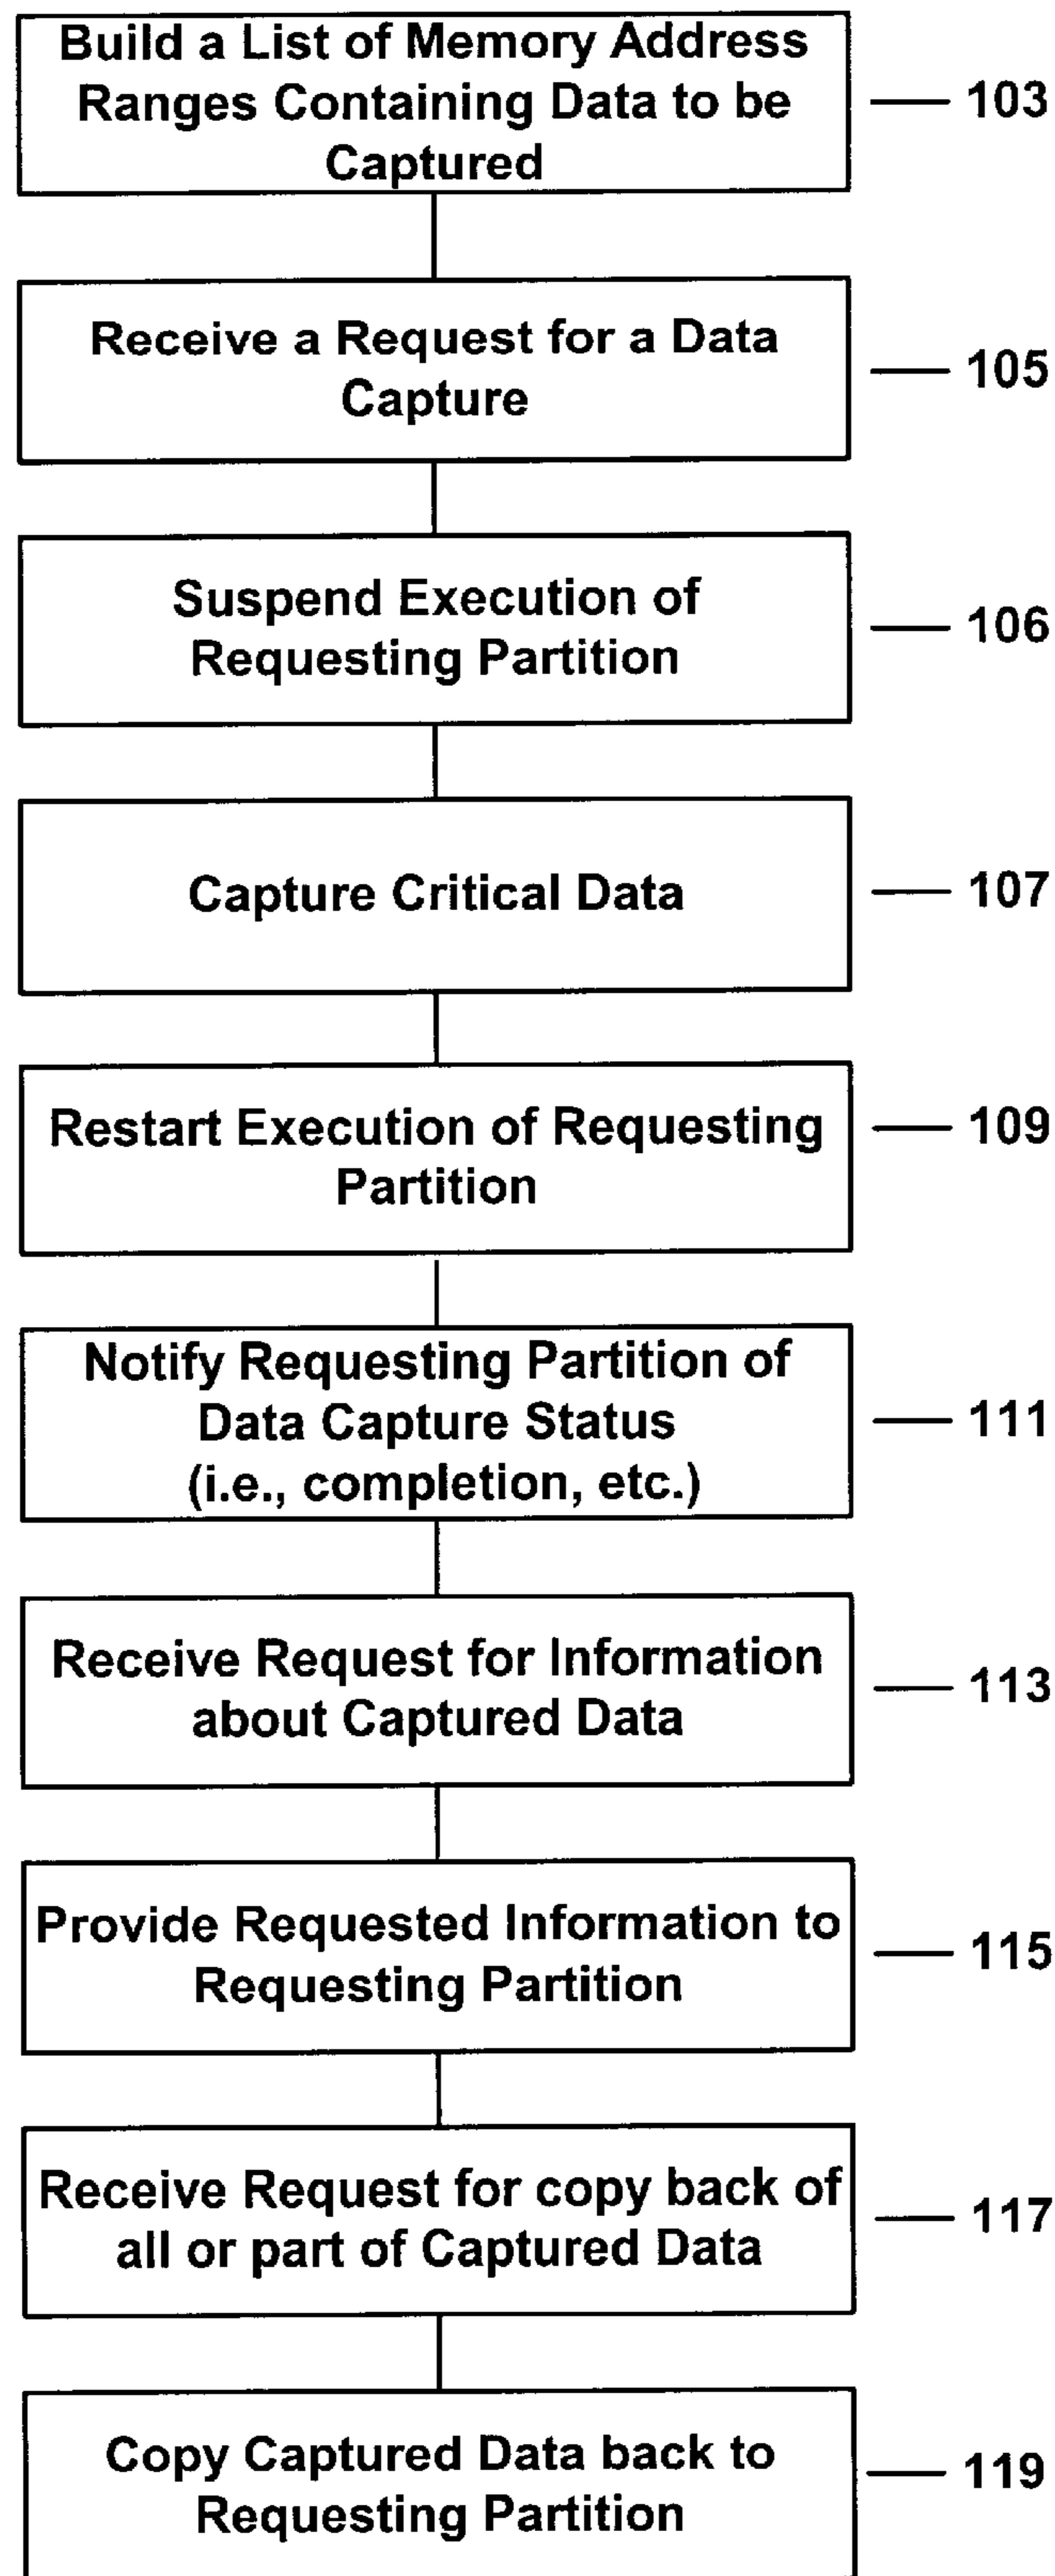 Build a List of Memory Address
Ranges Containing Data to be
Captured
103
Receive a Request for a Data
Capture
105
Suspend Execution of
Requesting Partition
106
Capture Critical Data
107
Restart Execution of Requesting
Partition
109
Notify Requesting Partition of
Data Capture Status
(i.e., completion, etc.)
111
Receive Request for Information
about Captured Data
113
Provide Requested Information to
Requesting Partition
115
Receive Request for copy back of
all or part of Captured Data
117
Copy Captured Data back to
Requesting Partition
119